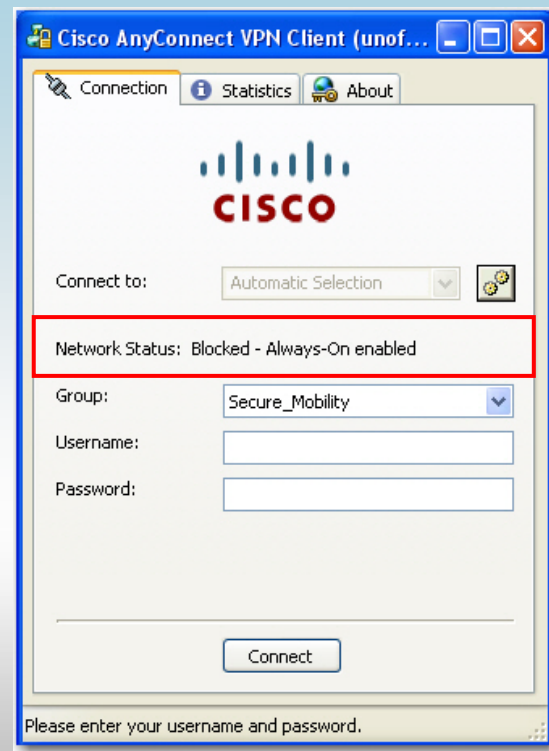 Cisco AnyConnect VPN Client (unof...
Connection Statistics About
CISCO
Connect to: Automatic Selection
Network Status: Blocked - Always-On enabled
Group: Secure_Mobility
Username:
Password:
Connect
Please enter your username and password.